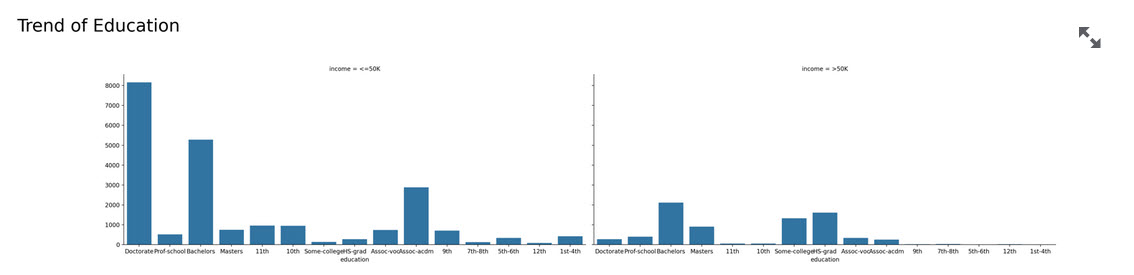 Trend of Education
income = <=50K
income = >50K
8000
7000
6000
5000
4000
3000
2000
1000
0
Doctorate Prof-school Bachelors Masters 11th 10th Some-college HS-grad Assoc-voc Assoc-acdm 9th 7th-8th 5th-6th 12th 1st-4th
education
Doctorate Prof-school Bachelors Masters 11th 10th Some-college HS-grad Assoc-voc Assoc-acdm 9th 7th-8th 5th-6th 12th 1st-4th
education